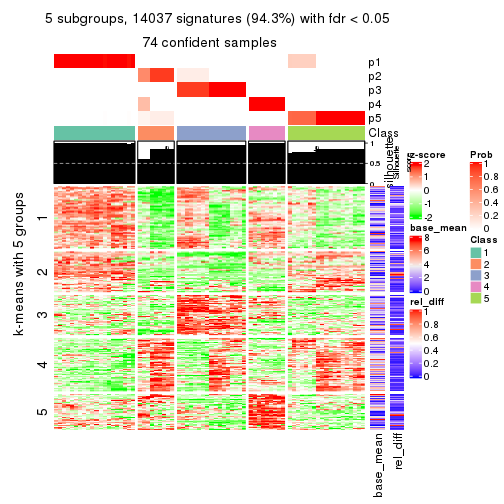 5 subgroups, 14037 signatures (94.3%) with fdr < 0.05
74 confident samples
p1
p2
p3
p4
p5
Class
1
0.5
0
Silhouette score
silhouette
k-means with 5 groups
1
2
3
4
5
base_mean
rel_diff
z-score
2
1
0
-1
-2
base_mean
8
6
4
2
0
rel_diff
1
0.8
0.6
0.4
0.2
0
Prob
1
0.8
0.6
0.4
0.2
0
Class
1
2
3
4
5